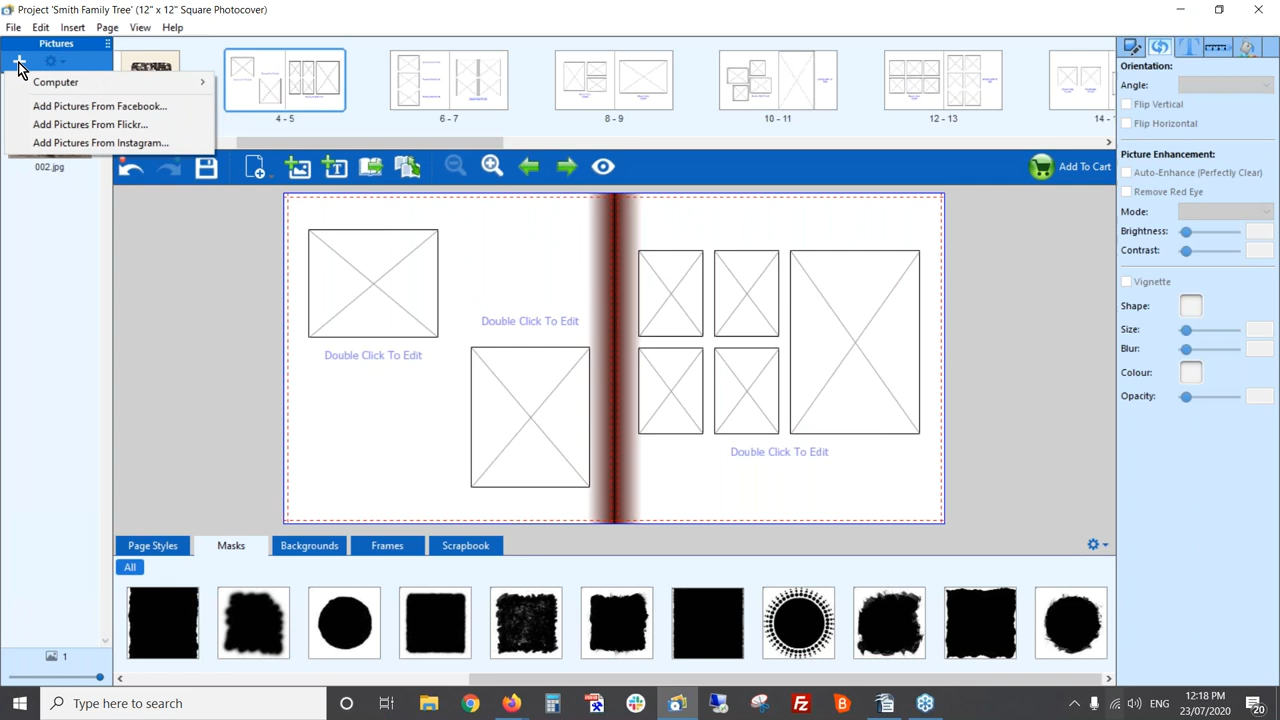 Project 'Smith Family Tree' (12" x 12" Square Photocover)
File Edit Insert Page View Help
Pictures
Computer
Add Pictures From Facebook...
Add Pictures From Flickr...
Add Pictures From Instagram...
002.jpg
1
4 - 5
6 - 7
8 - 9
10 - 11
12 - 13
14 -
Add To Cart
Double Click To Edit
Double Click To Edit
Double Click To Edit
Page Styles Masks Backgrounds Frames Scrapbook
All
Orientation:
Angle:
Flip Vertical
Flip Horizontal
Picture Enhancement:
Auto-Enhance (Perfectly Clear)
Remove Red Eye
Mode:
Brightness:
Contrast:
Vignette
Shape:
Size:
Blur:
Colour:
Opacity:
Type here to search
ENG
12:18 PM
23/07/2020
20